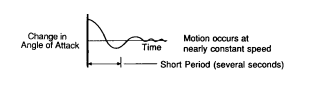 Change in
Angle of Attack
Time
Motion occurs at
nearly constant speed
Short Period (several seconds)